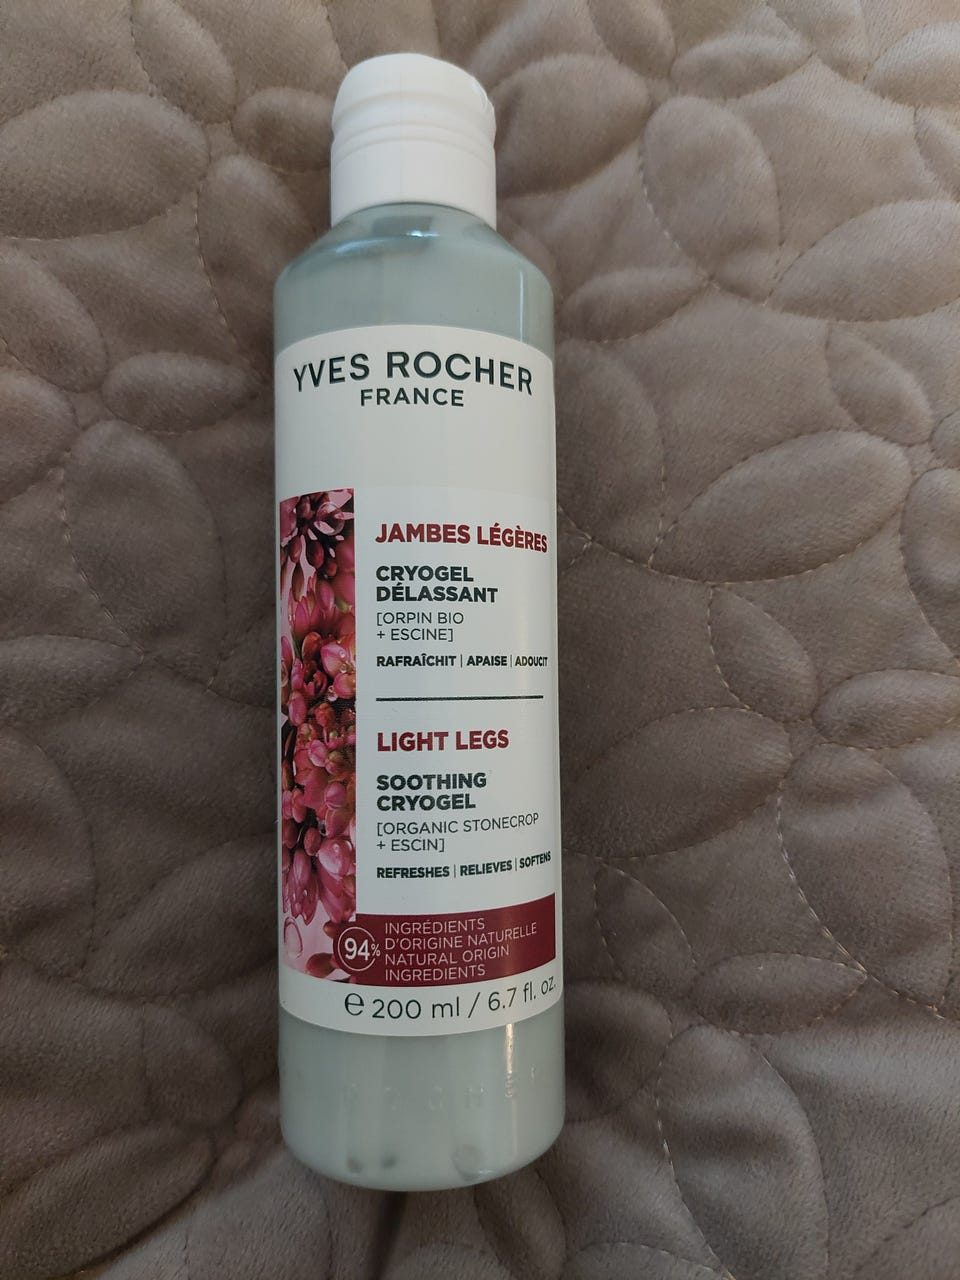 YVES ROCHER
FRANCE
JAMBES LÉGÈRES
CRYOGEL
DÉLASSANT
[ORPIN BIO
+ ESCINE]
RAFRAÎCHIT | APAISE | ADOUCIT
LIGHT LEGS
SOOTHING
CRYOGEL
[ORGANIC STONECROP
+ ESCIN]
REFRESHES | RELIEVES | SOFTENS
94%
INGRÉDIENTS
D'ORIGINE NATURELLE
NATURAL ORIGIN
INGREDIENTS
℮ 200 ml / 6.7 fl. oz.